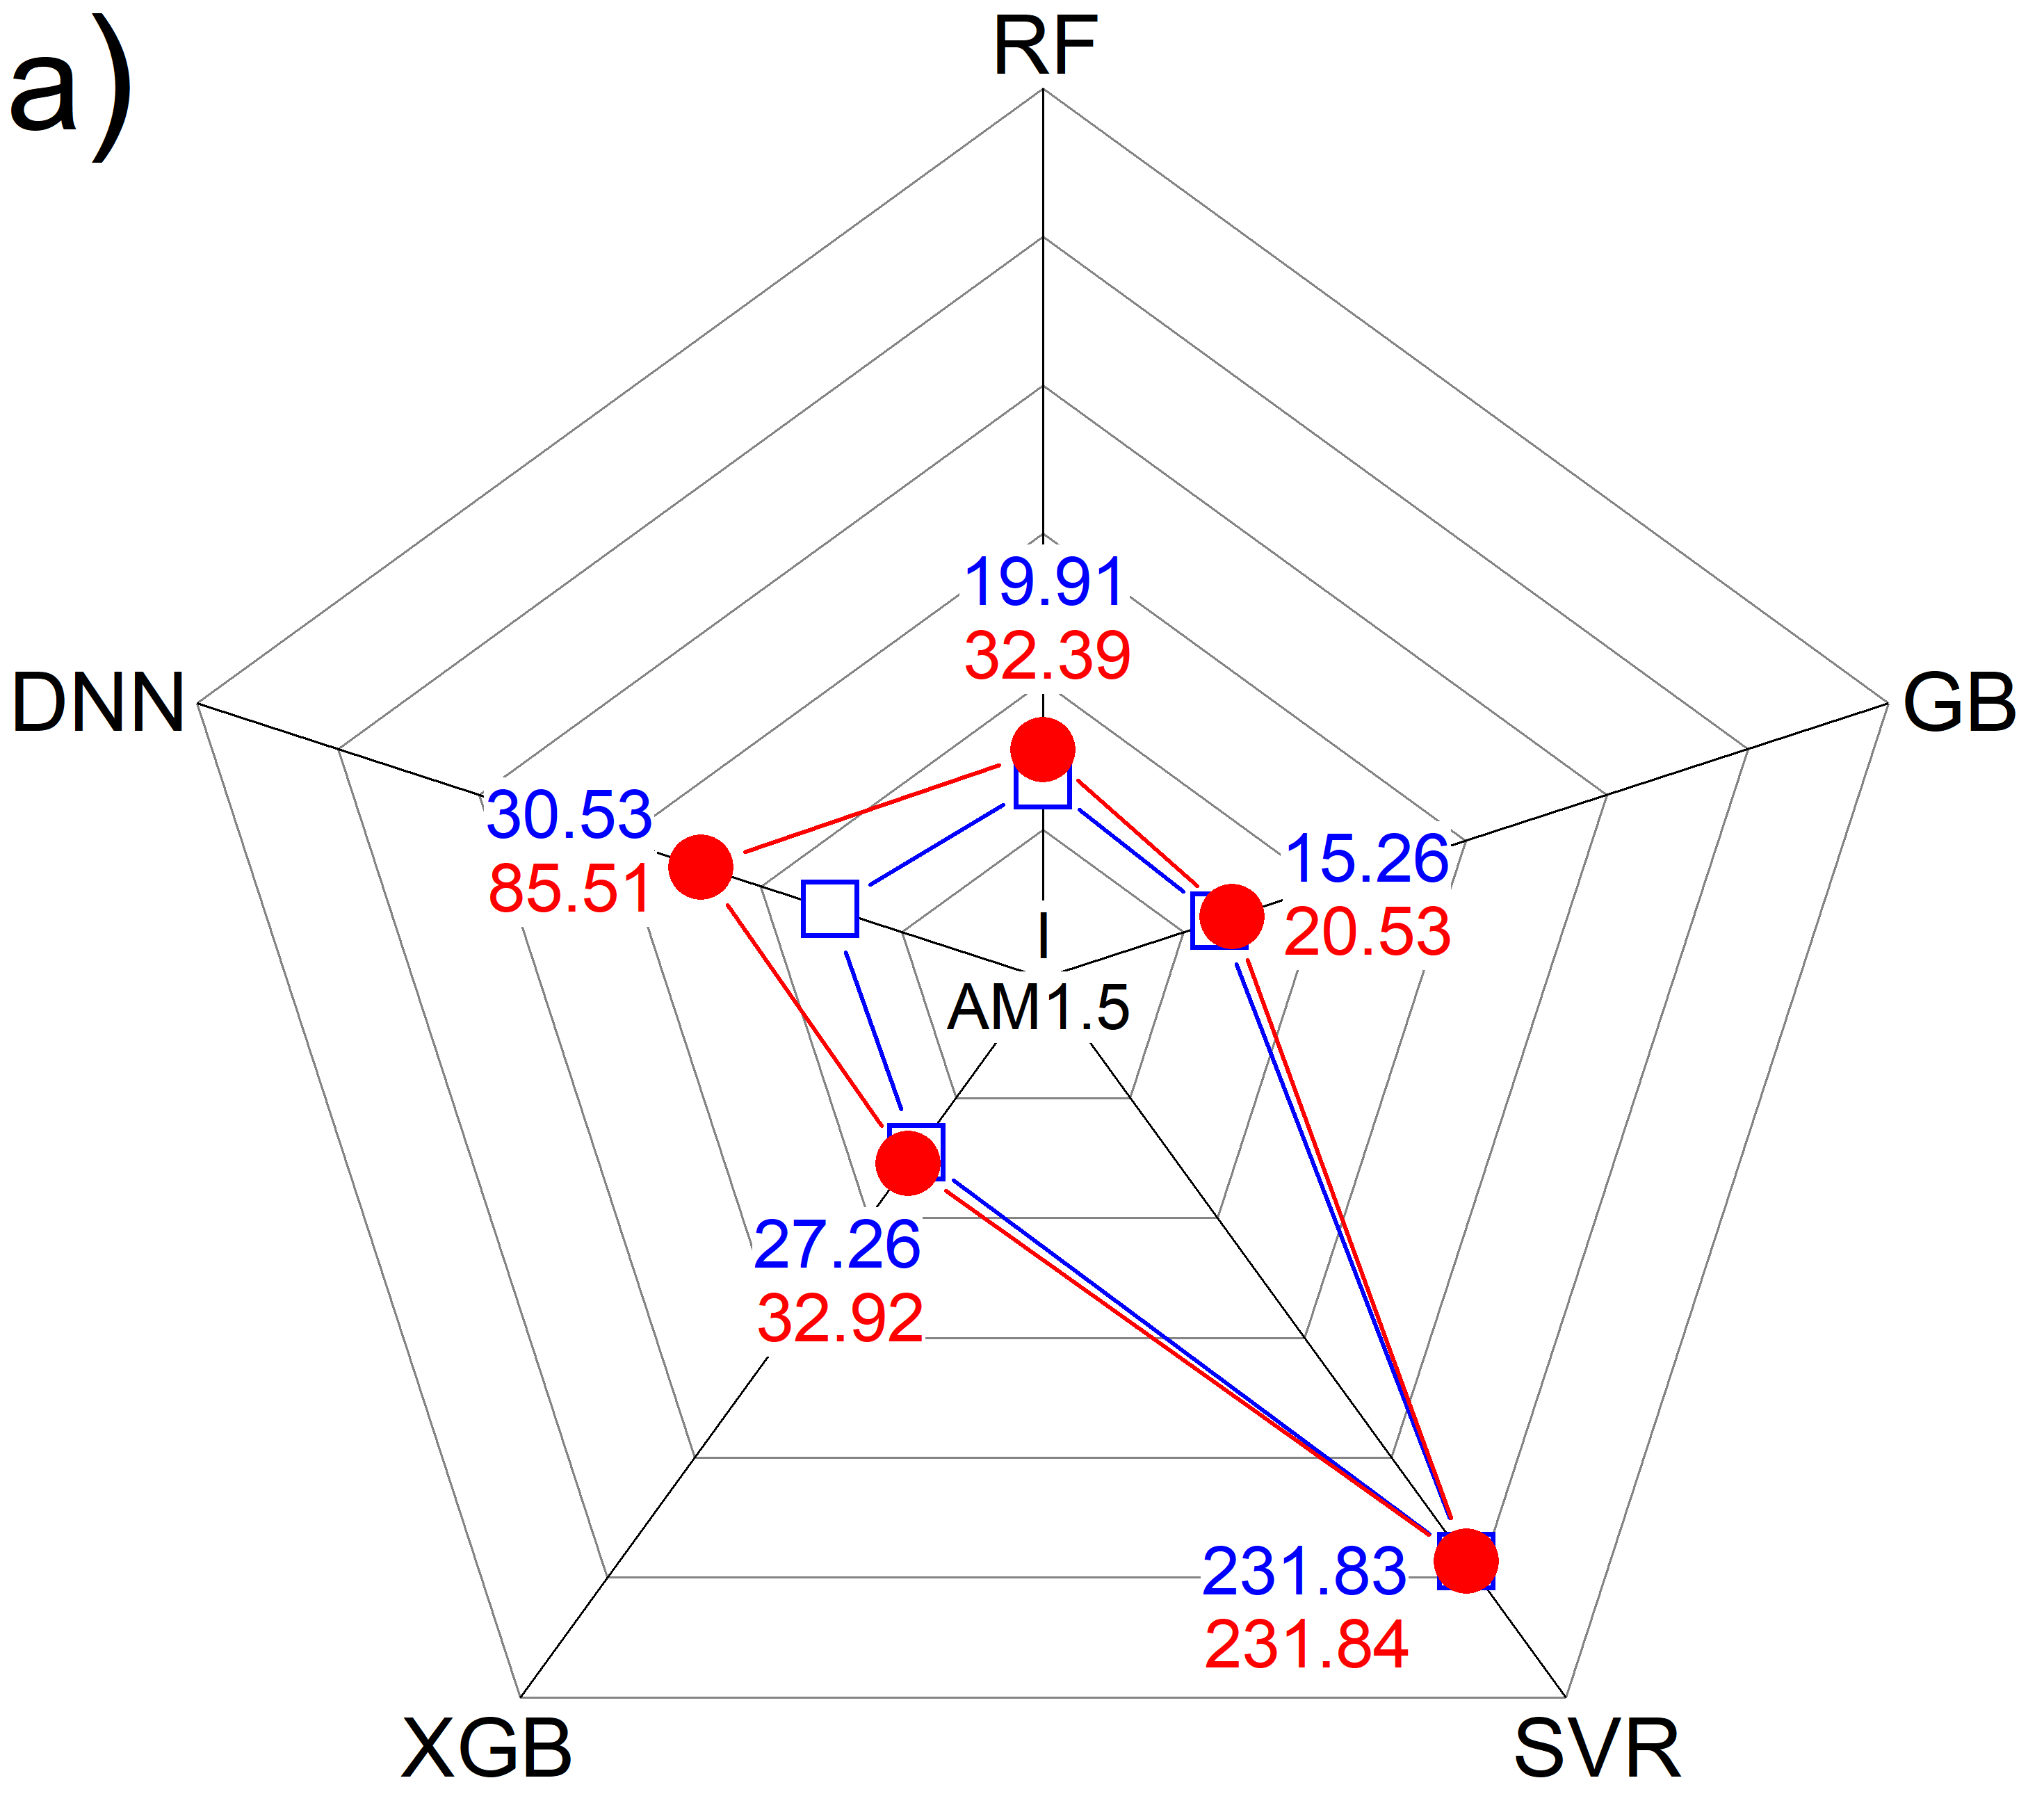 a)
RF
DNN
GB
19.91
32.39
30.53
85.51
15.26
20.53
I
AM1.5
27.26
32.92
231.83
231.84
XGB
SVR